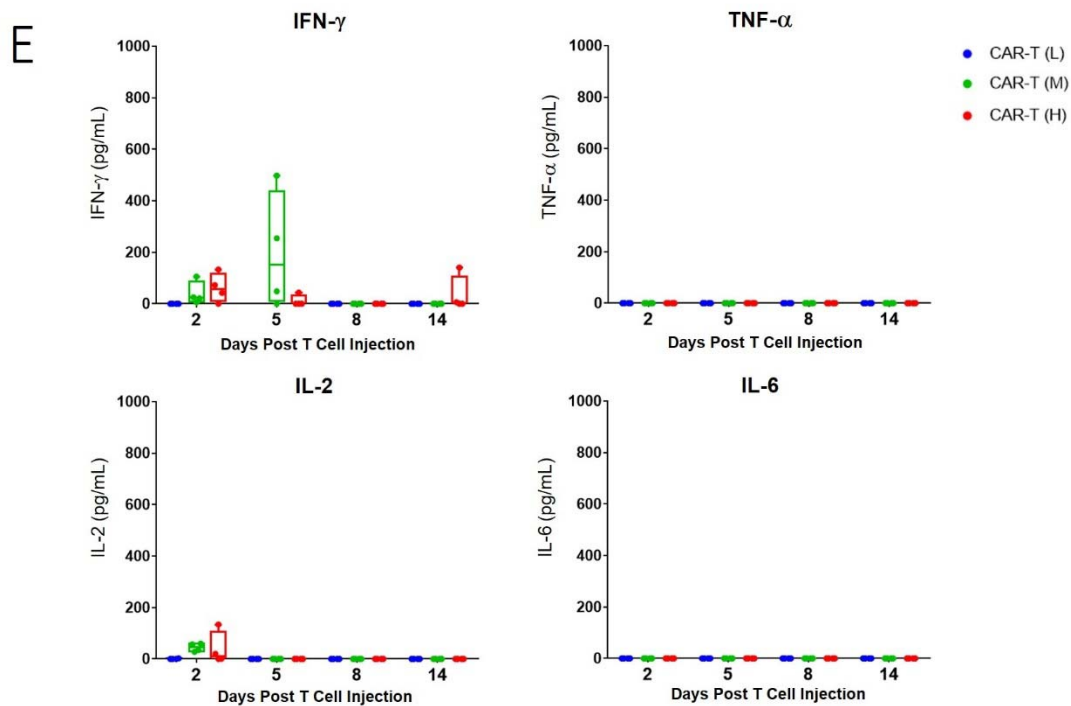 E
IFN-γ
IFN-γ (pg/mL)
1000
800
600
400
200
0
2 5 8 14
Days Post T Cell Injection
TNF-α
TNF-α (pg/mL)
1000
800
600
400
200
0
2 5 8 14
Days Post T Cell Injection
CAR-T (L)
CAR-T (M)
CAR-T (H)
IL-2
IL-2 (pg/mL)
1000
800
600
400
200
0
2 5 8 14
Days Post T Cell Injection
IL-6
IL-6 (pg/mL)
1000
800
600
400
200
0
2 5 8 14
Days Post T Cell Injection